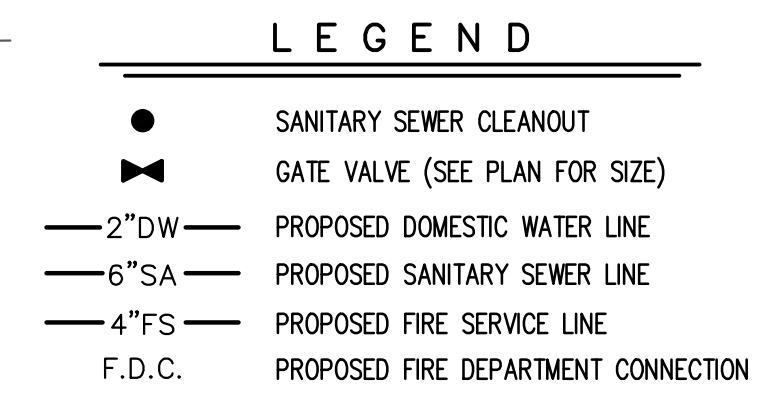 LEGEND
SANITARY SEWER CLEANOUT
GATE VALVE (SEE PLAN FOR SIZE)
2"DW PROPOSED DOMESTIC WATER LINE
6"SA PROPOSED SANITARY SEWER LINE
4"FS PROPOSED FIRE SERVICE LINE
F.D.C. PROPOSED FIRE DEPARTMENT CONNECTION